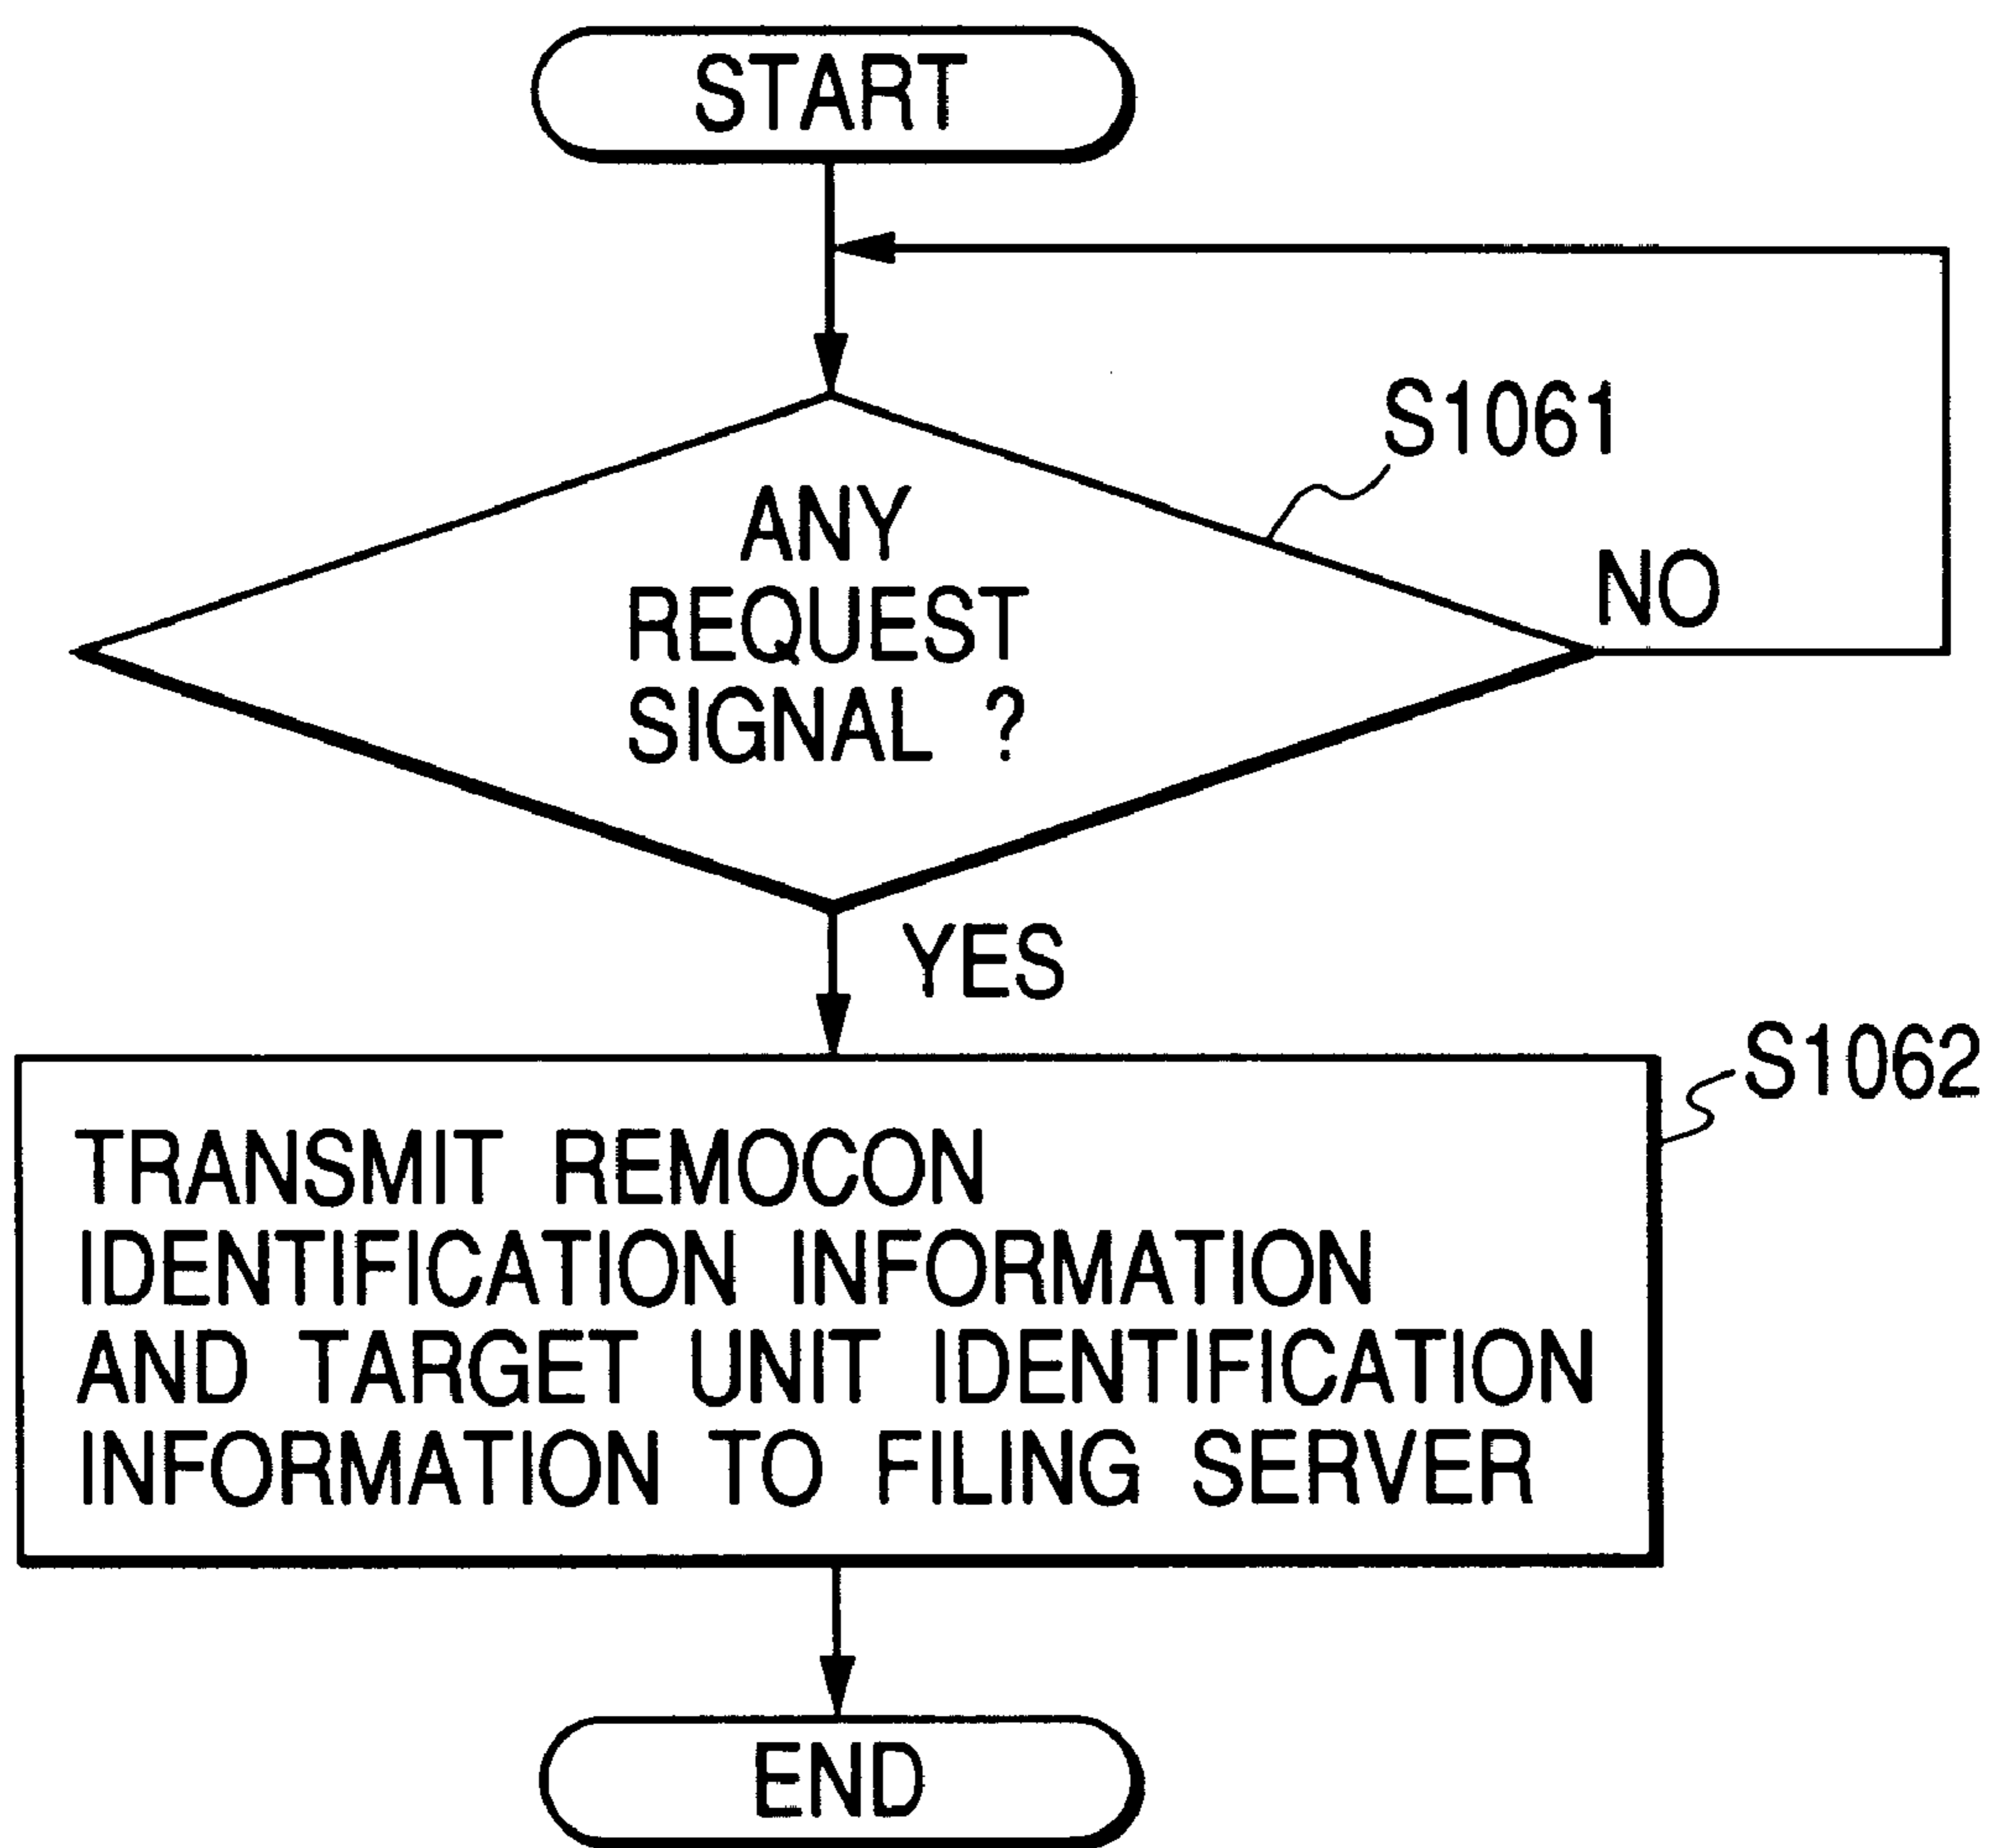 START
S1061
ANY
REQUEST
SIGNAL ?
NO
YES
S1062
TRANSMIT REMOCON
IDENTIFICATION INFORMATION
AND TARGET UNIT IDENTIFICATION
INFORMATION TO FILING SERVER
END